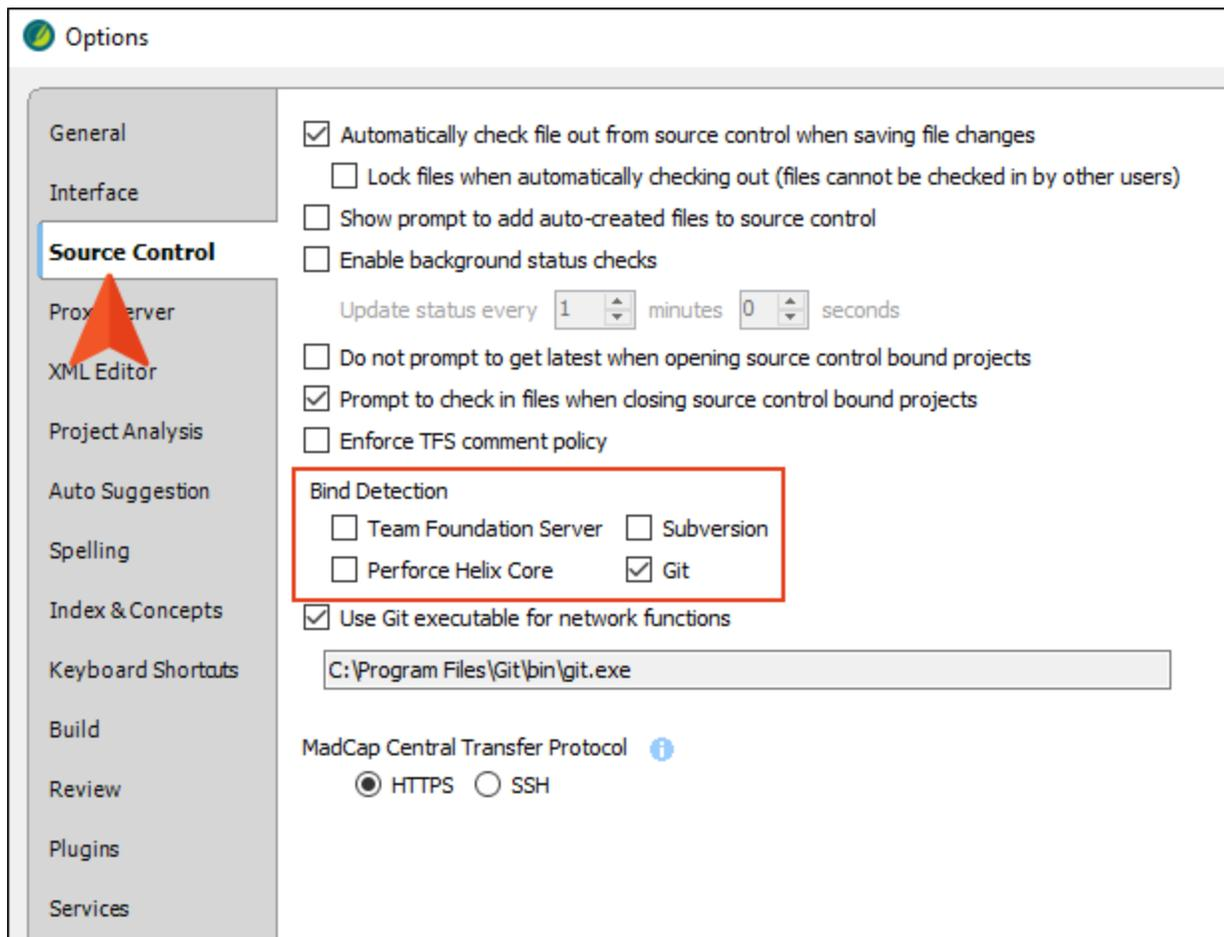 Options
General
Interface
Source Control
Proxy Server
XML Editor
Project Analysis
Auto Suggestion
Spelling
Index & Concepts
Keyboard Shortcuts
Build
Review
Plugins
Services
Automatically check file out from source control when saving file changes
Lock files when automatically checking out (files cannot be checked in by other users)
Show prompt to add auto-created files to source control
Enable background status checks
Update status every 1 minutes 0 seconds
Do not prompt to get latest when opening source control bound projects
Prompt to check in files when closing source control bound projects
Enforce TFS comment policy
Bind Detection
Team Foundation Server Subversion
Perforce Helix Core Git
Use Git executable for network functions
C:\Program Files\Git\bin\git.exe
MadCap Central Transfer Protocol
HTTPS SSH